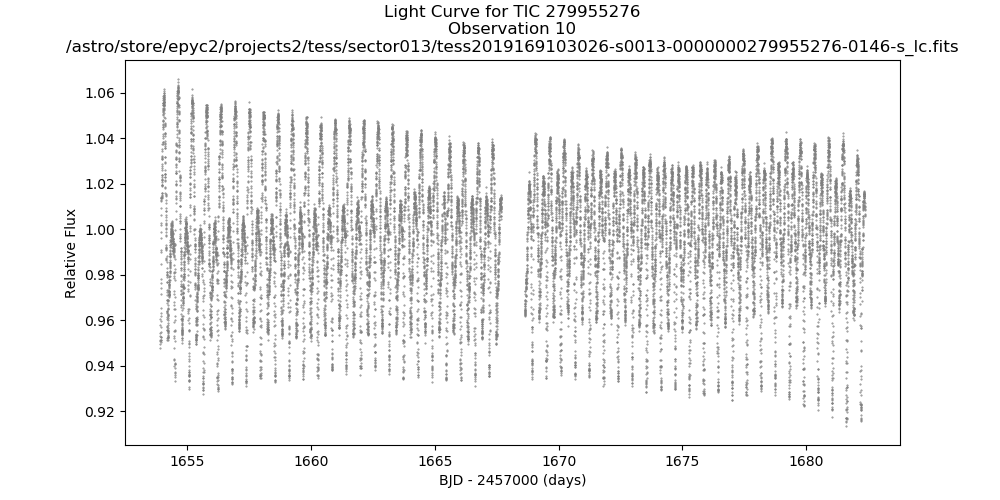 Light Curve for TIC 279955276
Observation 10
/astro/store/epyc2/projects2/tess/sector013/tess2019169103026-s0013-0000000279955276-0146-s_lc.fits
1.06
1.04
1.02
1.00
0.98
0.96
0.94
0.92
Relative Flux
1655 1660 1665 1670 1675 1680
BJD - 2457000 (days)